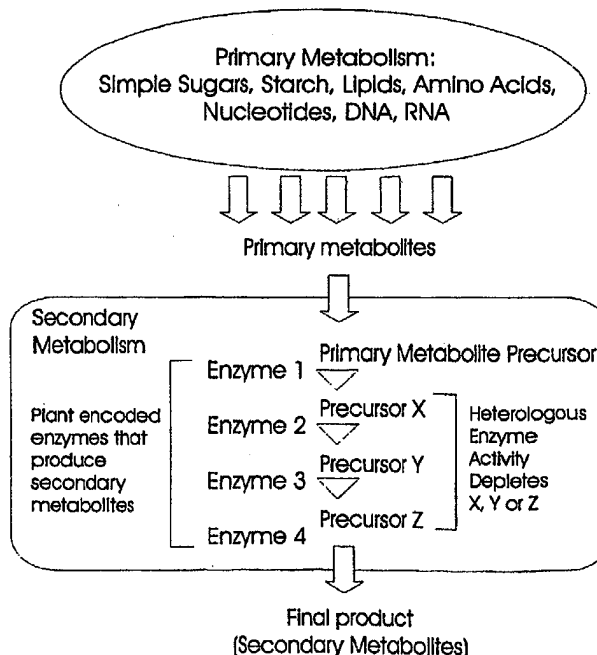 Primary Metabolism:
Simple Sugars, Starch, Lipids, Amino Acids,
Nucleotides, DNA, RNA
Primary metabolites
Secondary
Metabolism
Primary Metabolite Precursor
Enzyme 1
Precursor X
Enzyme 2
Precursor Y
Enzyme 3
Precursor Z
Enzyme 4
Plant encoded
enzymes that
produce
secondary
metabolites
Heterologous
Enzyme
Activity
Depletes
X, Y or Z
Final product
(Secondary Metabolites)